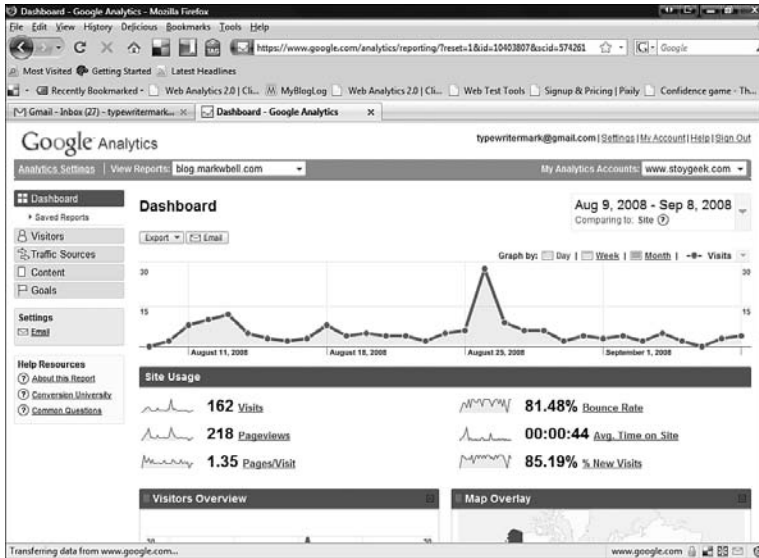 Dashboard - Google Analytics - Mozilla Firefox
File Edit View History Delicious Bookmarks Tools Help
https://www.google.com/analytics/reporting/?reset=1&id=10403807&scid=574261
Google
Most Visited Getting Started Latest Headlines
Recently Bookmarked Web Analytics 2.0 | Cli... MyBlogLog Web Analytics 2.0 | Cli... Web Test Tools Signup & Pricing | Pixily Confidence game - Th...
Gmail - Inbox (27) - typewritermark... Dashboard - Google Analytics
Google Analytics
typewritermark@gmail.com | Settings | My Account | Help | Sign Out
Analytics Settings | View Reports: blog.markwbell.com
My Analytics Accounts: www.stoygeek.com
Dashboard
Saved Reports
Visitors
Traffic Sources
Content
Goals
Settings
Email
Help Resources
About this Report
Conversion University
Common Questions
Dashboard
Aug 9, 2008 - Sep 8, 2008
Comparing to: Site
Export Email
Graph by: Day | Week | Month | Visits
30 30
15 15
August 11, 2008 August 18, 2008 August 25, 2008 September 1, 2008
Site Usage
162 Visits
81.48% Bounce Rate
218 Pageviews
00:00:44 Avg. Time on Site
1.35 Pages/Visit
85.19% % New Visits
Visitors Overview
Map Overlay
30 30
Transferring data from www.google.com...
www.google.com